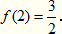 f(2) = 3/2.